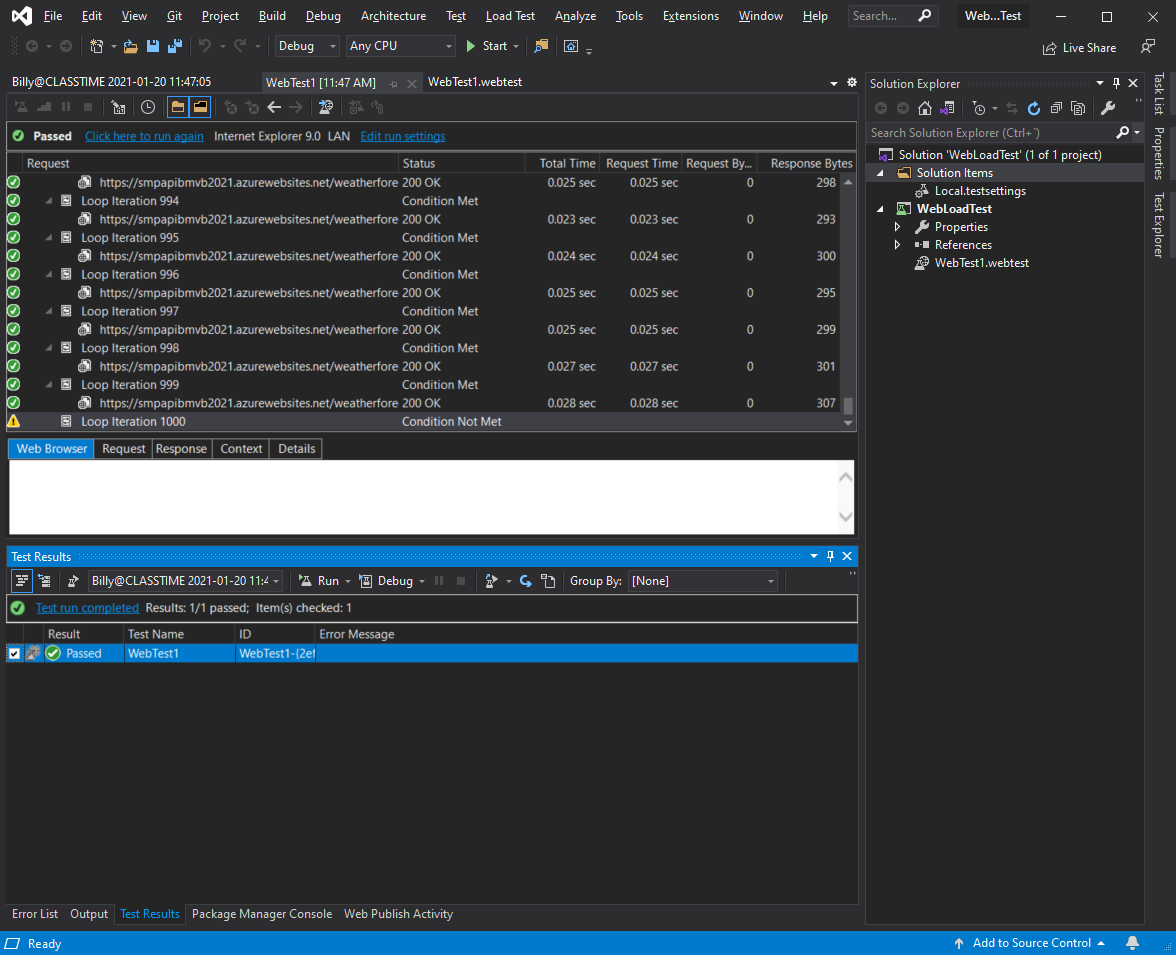 File Edit View Git Project Build Debug Architecture Test Load Test Analyze Tools Extensions Window Help Search... Web...Test
Debug Any CPU Start Live Share
Billy@CLASSTIME 2021-01-20 11:47:05 WebTest1 [11:47 AM] WebTest1.webtest
Passed Click here to run again Internet Explorer 9.0 LAN Edit run settings
Request Status Total Time Request Time Request By... Response Bytes
https://smpapibmvb2021.azurewebsites.net/weatherfore 200 OK 0.025 sec 0.025 sec 0 298
Loop Iteration 994 Condition Met
https://smpapibmvb2021.azurewebsites.net/weatherfore 200 OK 0.023 sec 0.023 sec 0 293
Loop Iteration 995 Condition Met
https://smpapibmvb2021.azurewebsites.net/weatherfore 200 OK 0.024 sec 0.024 sec 0 300
Loop Iteration 996 Condition Met
https://smpapibmvb2021.azurewebsites.net/weatherfore 200 OK 0.025 sec 0.025 sec 0 295
Loop Iteration 997 Condition Met
https://smpapibmvb2021.azurewebsites.net/weatherfore 200 OK 0.025 sec 0.025 sec 0 299
Loop Iteration 998 Condition Met
https://smpapibmvb2021.azurewebsites.net/weatherfore 200 OK 0.027 sec 0.027 sec 0 301
Loop Iteration 999 Condition Met
https://smpapibmvb2021.azurewebsites.net/weatherfore 200 OK 0.028 sec 0.028 sec 0 307
Loop Iteration 1000 Condition Not Met
Web Browser Request Response Context Details
Test Results
Billy@CLASSTIME 2021-01-20 11:4 Run Debug Group By: [None]
Test run completed Results: 1/1 passed; Item(s) checked: 1
Result Test Name ID Error Message
Passed WebTest1 WebTest1-{2ef
Error List Output Test Results Package Manager Console Web Publish Activity
Solution Explorer
Search Solution Explorer (Ctrl+`)
Solution 'WebLoadTest' (1 of 1 project)
Solution Items
Local.testsettings
WebLoadTest
Properties
References
WebTest1.webtest
Task List
Properties
Test Explorer
Ready Add to Source Control